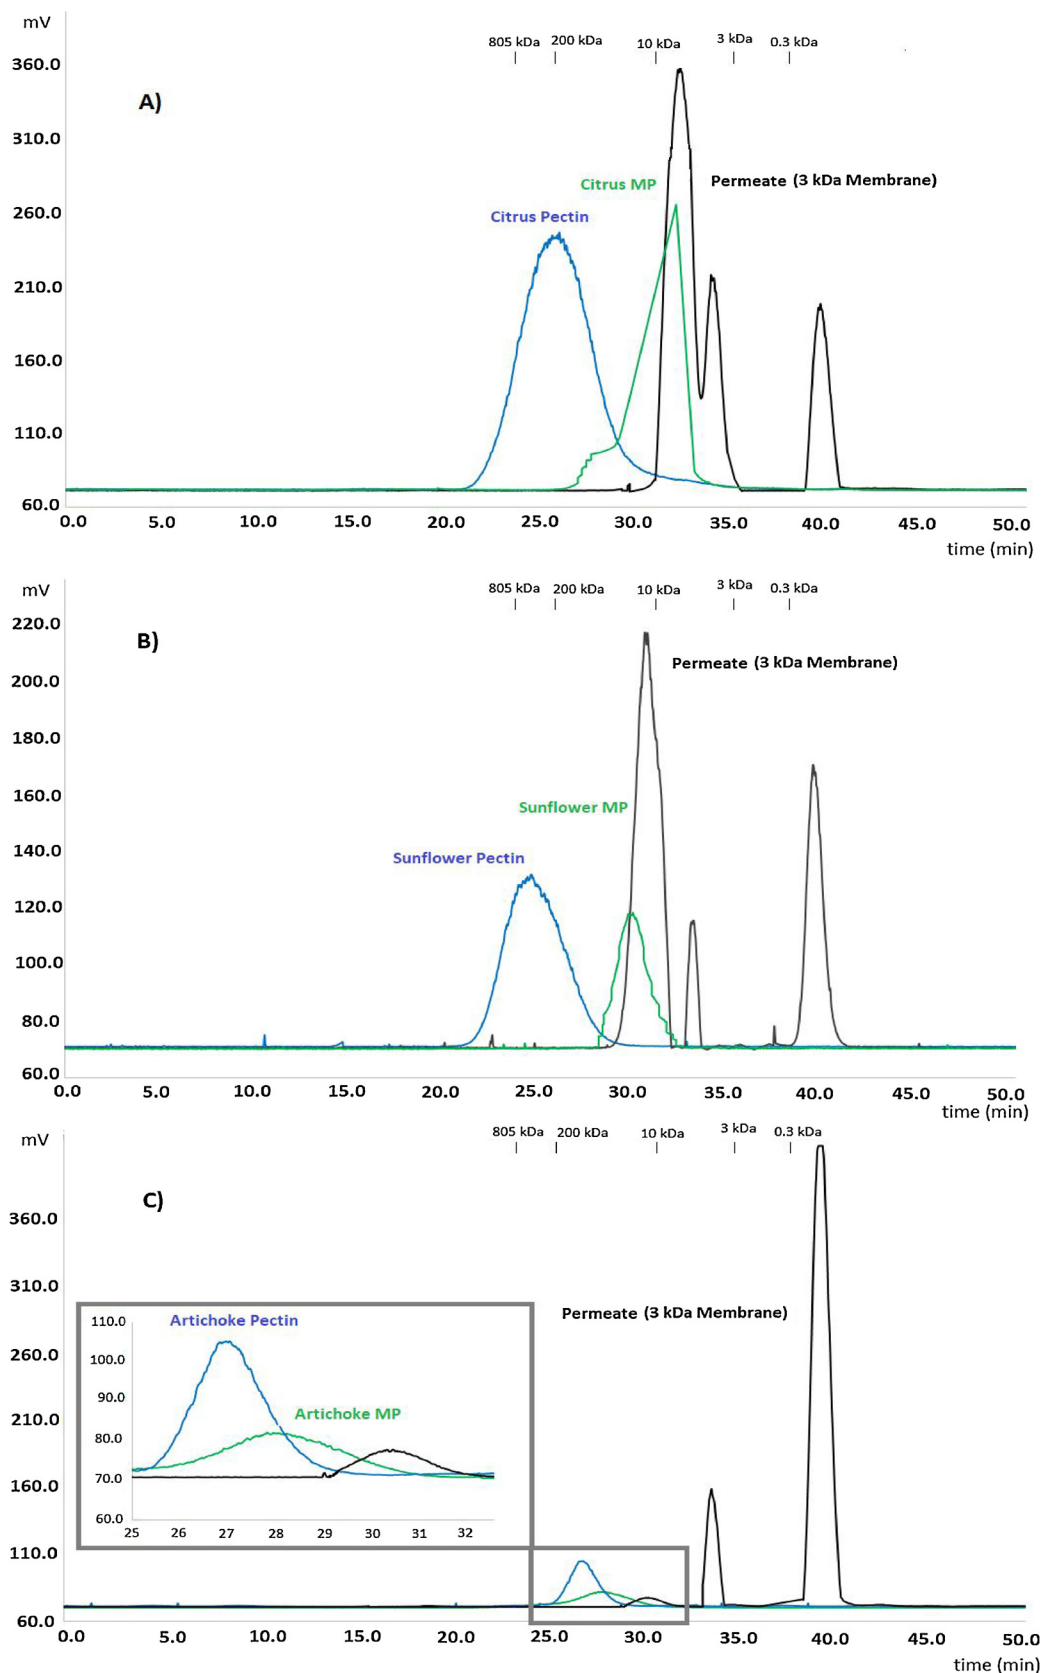 mV
805 kDa 200 kDa 10 kDa 3 kDa 0.3 kDa
360.0
A)
310.0
Citrus MP Permeate (3 kDa Membrane)
260.0
Citrus Pectin
210.0
160.0
110.0
60.0
0.0 5.0 10.0 15.0 20.0 25.0 30.0 35.0 40.0 45.0 50.0
time (min)
mV
805 kDa 200 kDa 10 kDa 3 kDa 0.3 kDa
220.0
B)
Permeate (3 kDa Membrane)
200.0
180.0
160.0
Sunflower MP
140.0
Sunflower Pectin
120.0
100.0
80.0
60.0
0.0 5.0 10.0 15.0 20.0 25.0 30.0 35.0 40.0 45.0 50.0
time (min)
mV
805 kDa 200 kDa 10 kDa 3 kDa 0.3 kDa
C)
360.0
310.0
Permeate (3 kDa Membrane)
260.0
210.0
160.0
110.0
60.0
110.0
Artichoke Pectin
100.0
90.0
Artichoke MP
80.0
70.0
60.0
25 26 27 28 29 30 31 32
0.0 5.0 10.0 15.0 20.0 25.0 30.0 35.0 40.0 45.0 50.0
time (min)